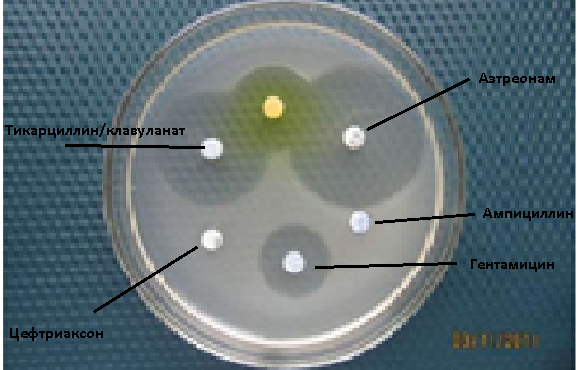 Азтреонам
Тикарциллин/клавуланат
Ампициллин
Гентамицин
Цефтриаксон